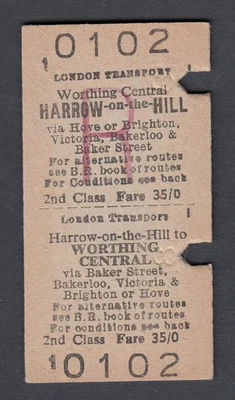 0102
LONDON TRANSPORT
Worthing Central
HARROW-on-the-HILL
via Hove or Brighton,
Victoria, Bakerloo &
Baker Street
For alternative routes
see B.R. book of routes
For Conditions see back
2nd Class Fare 35/0
R
London Transport
Harrow-on-the-Hill to
WORTHING
CENTRAL
via Baker Street,
Bakerloo, Victoria &
Brighton or Hove
For alternative routes
see B.R. book of routes
For conditions see back
2nd Class Fare 35/0
0102